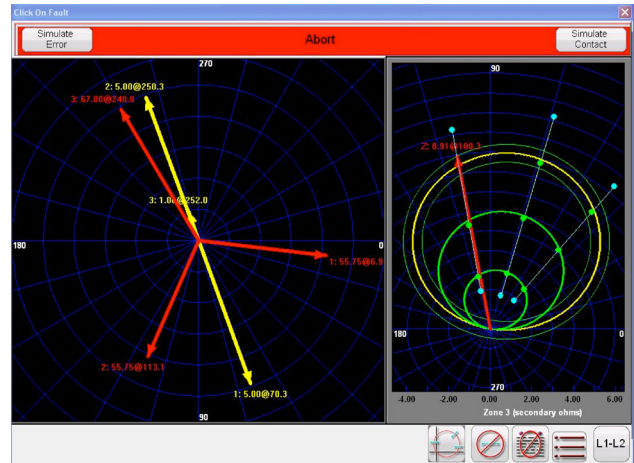 Click On Fault
Simulate
Error
Abort
Simulate
Contact
270
2: 5.00@250.3
3: 67.00@240.0
3: 1.00@252.0
180
0
1: 55.75@6.9
2: 55.75@113.1
1: 5.00@70.3
90
90
Z: 8.91@100.3
180
0
270
-4.00 -2.00 0.00 2.00 4.00 6.00
Zone 3 (secondary ohms)
L1-L2